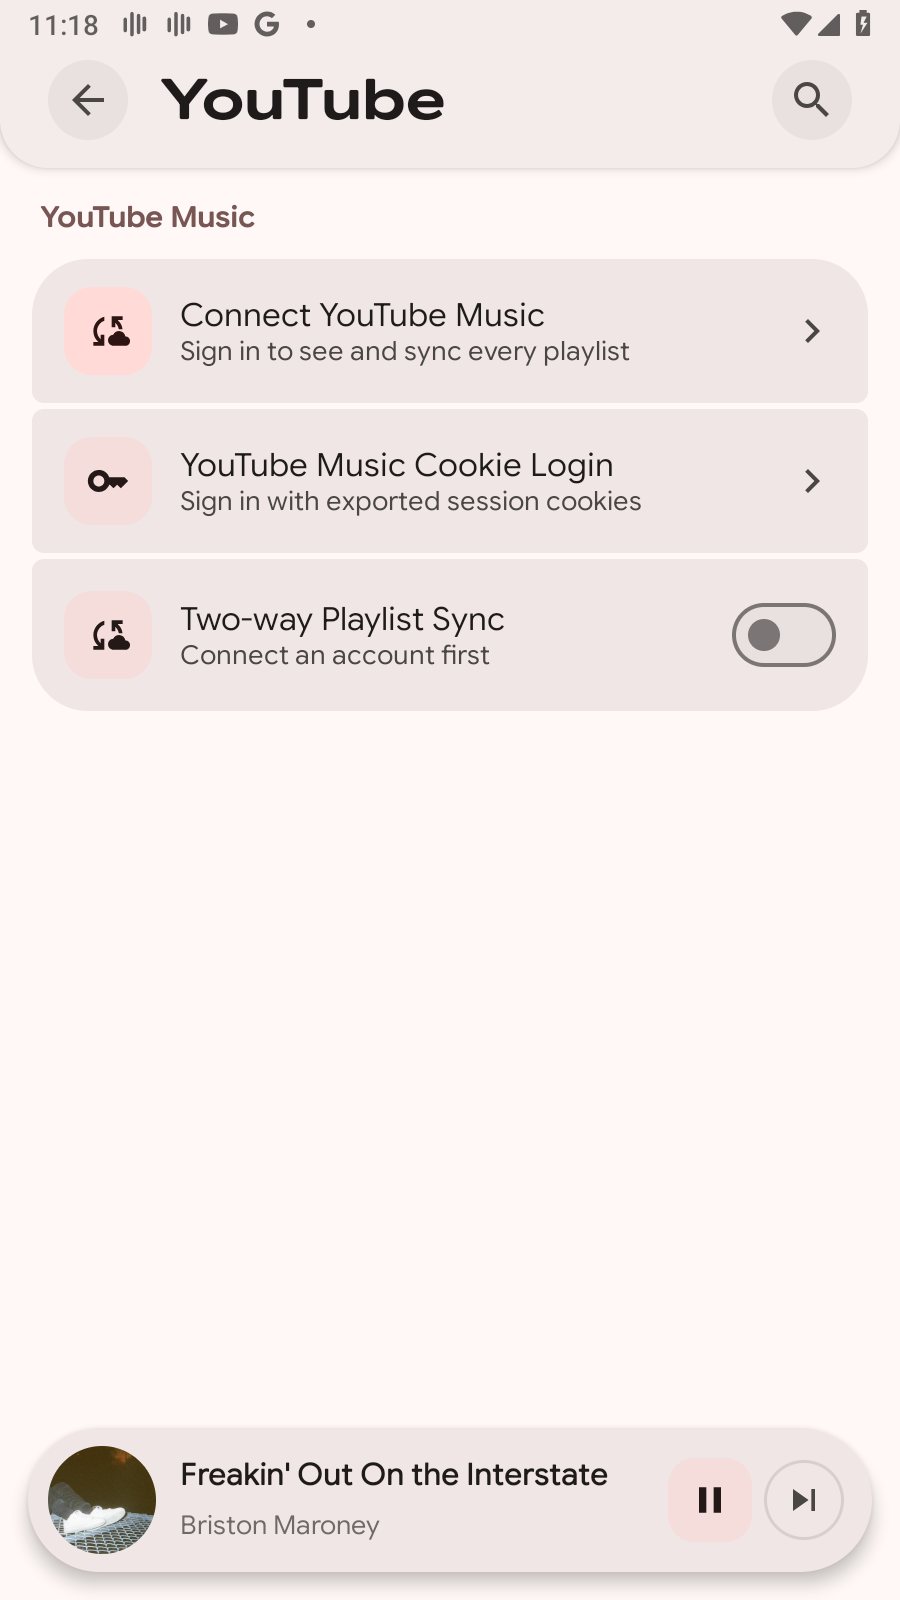 11:18
YouTube
YouTube Music
Connect YouTube Music
Sign in to see and sync every playlist
YouTube Music Cookie Login
Sign in with exported session cookies
Two-way Playlist Sync
Connect an account first
Freakin' Out On the Interstate
Briston Maroney